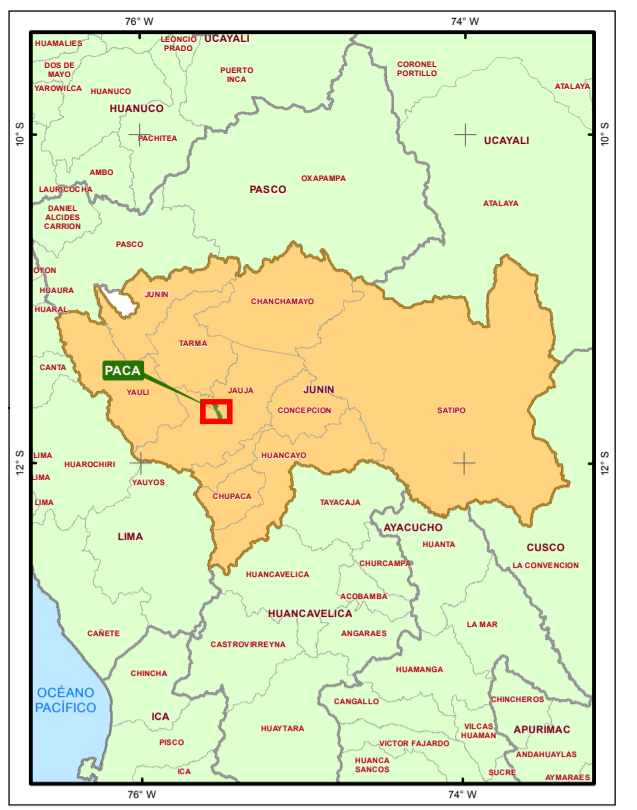 76° W
74° W
HUAMALIES
LEONCIO
PRADO
UCAYALI
DOS DE
MAYO
PUERTO
INCA
CORONEL
PORTILLO
YAROWILCA
HUANUCO
ATALAYA
HUANUCO
10° S
10° S
PACHITEA
UCAYALI
AMBO
LAURICOCHA
OXAPAMPA
PASCO
DANIEL
ALCIDES
CARRION
ATALAYA
PASCO
OYON
HUAURA
JUNIN
CHANCHAMAYO
HUARAL
TARMA
CANTA
PACA
YAULI
JAUJA
JUNIN
CONCEPCION
SATIPO
LIMA
HUAROCHIRI
HUANCAYO
12° S
12° S
LIMA
YAUYOS
CHUPACA
LIMA
TAYACAJA
AYACUCHO
LIMA
HUANTA
CUSCO
CHURCAMPA
LA CONVENCION
HUANCAVELICA
ACOBAMBA
HUANCAVELICA
LA MAR
CAÑETE
ANGARAES
CASTROVIRREYNA
CHINCHA
HUAMANGA
OCÉANO
PACÍFICO
CANGALLO
CHINCHEROS
ICA
HUAYTARA
VILCAS
HUAMAN
APURIMAC
PISCO
VICTOR FAJARDO
ANDAHUAYLAS
HUANCA
SANCOS
ICA
SUCRE
AYMARAES
76° W
74° W